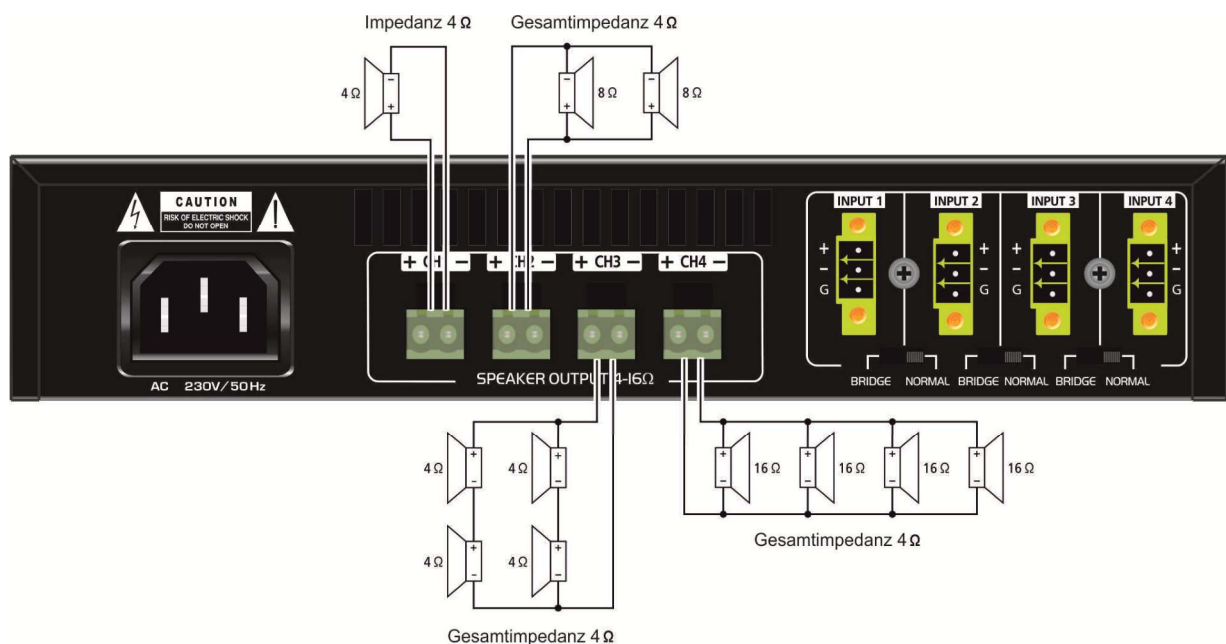 Impedanz 4 Ω
Gesamtimpedanz 4 Ω
4 Ω
8 Ω
8 Ω
CAUTION
RISK OF ELECTRIC SHOCK
DO NOT OPEN
AC 230V/50Hz
+ CH1 −
+ CH2 −
+ CH3 −
+ CH4 −
SPEAKER OUTPUT 4-16Ω
INPUT 1
INPUT 2
INPUT 3
INPUT 4
+
−
G
+
−
G
+
−
G
+
−
G
BRIDGE NORMAL
BRIDGE NORMAL
BRIDGE NORMAL
4 Ω
4 Ω
4 Ω
4 Ω
Gesamtimpedanz 4 Ω
16 Ω
16 Ω
16 Ω
16 Ω
Gesamtimpedanz 4 Ω